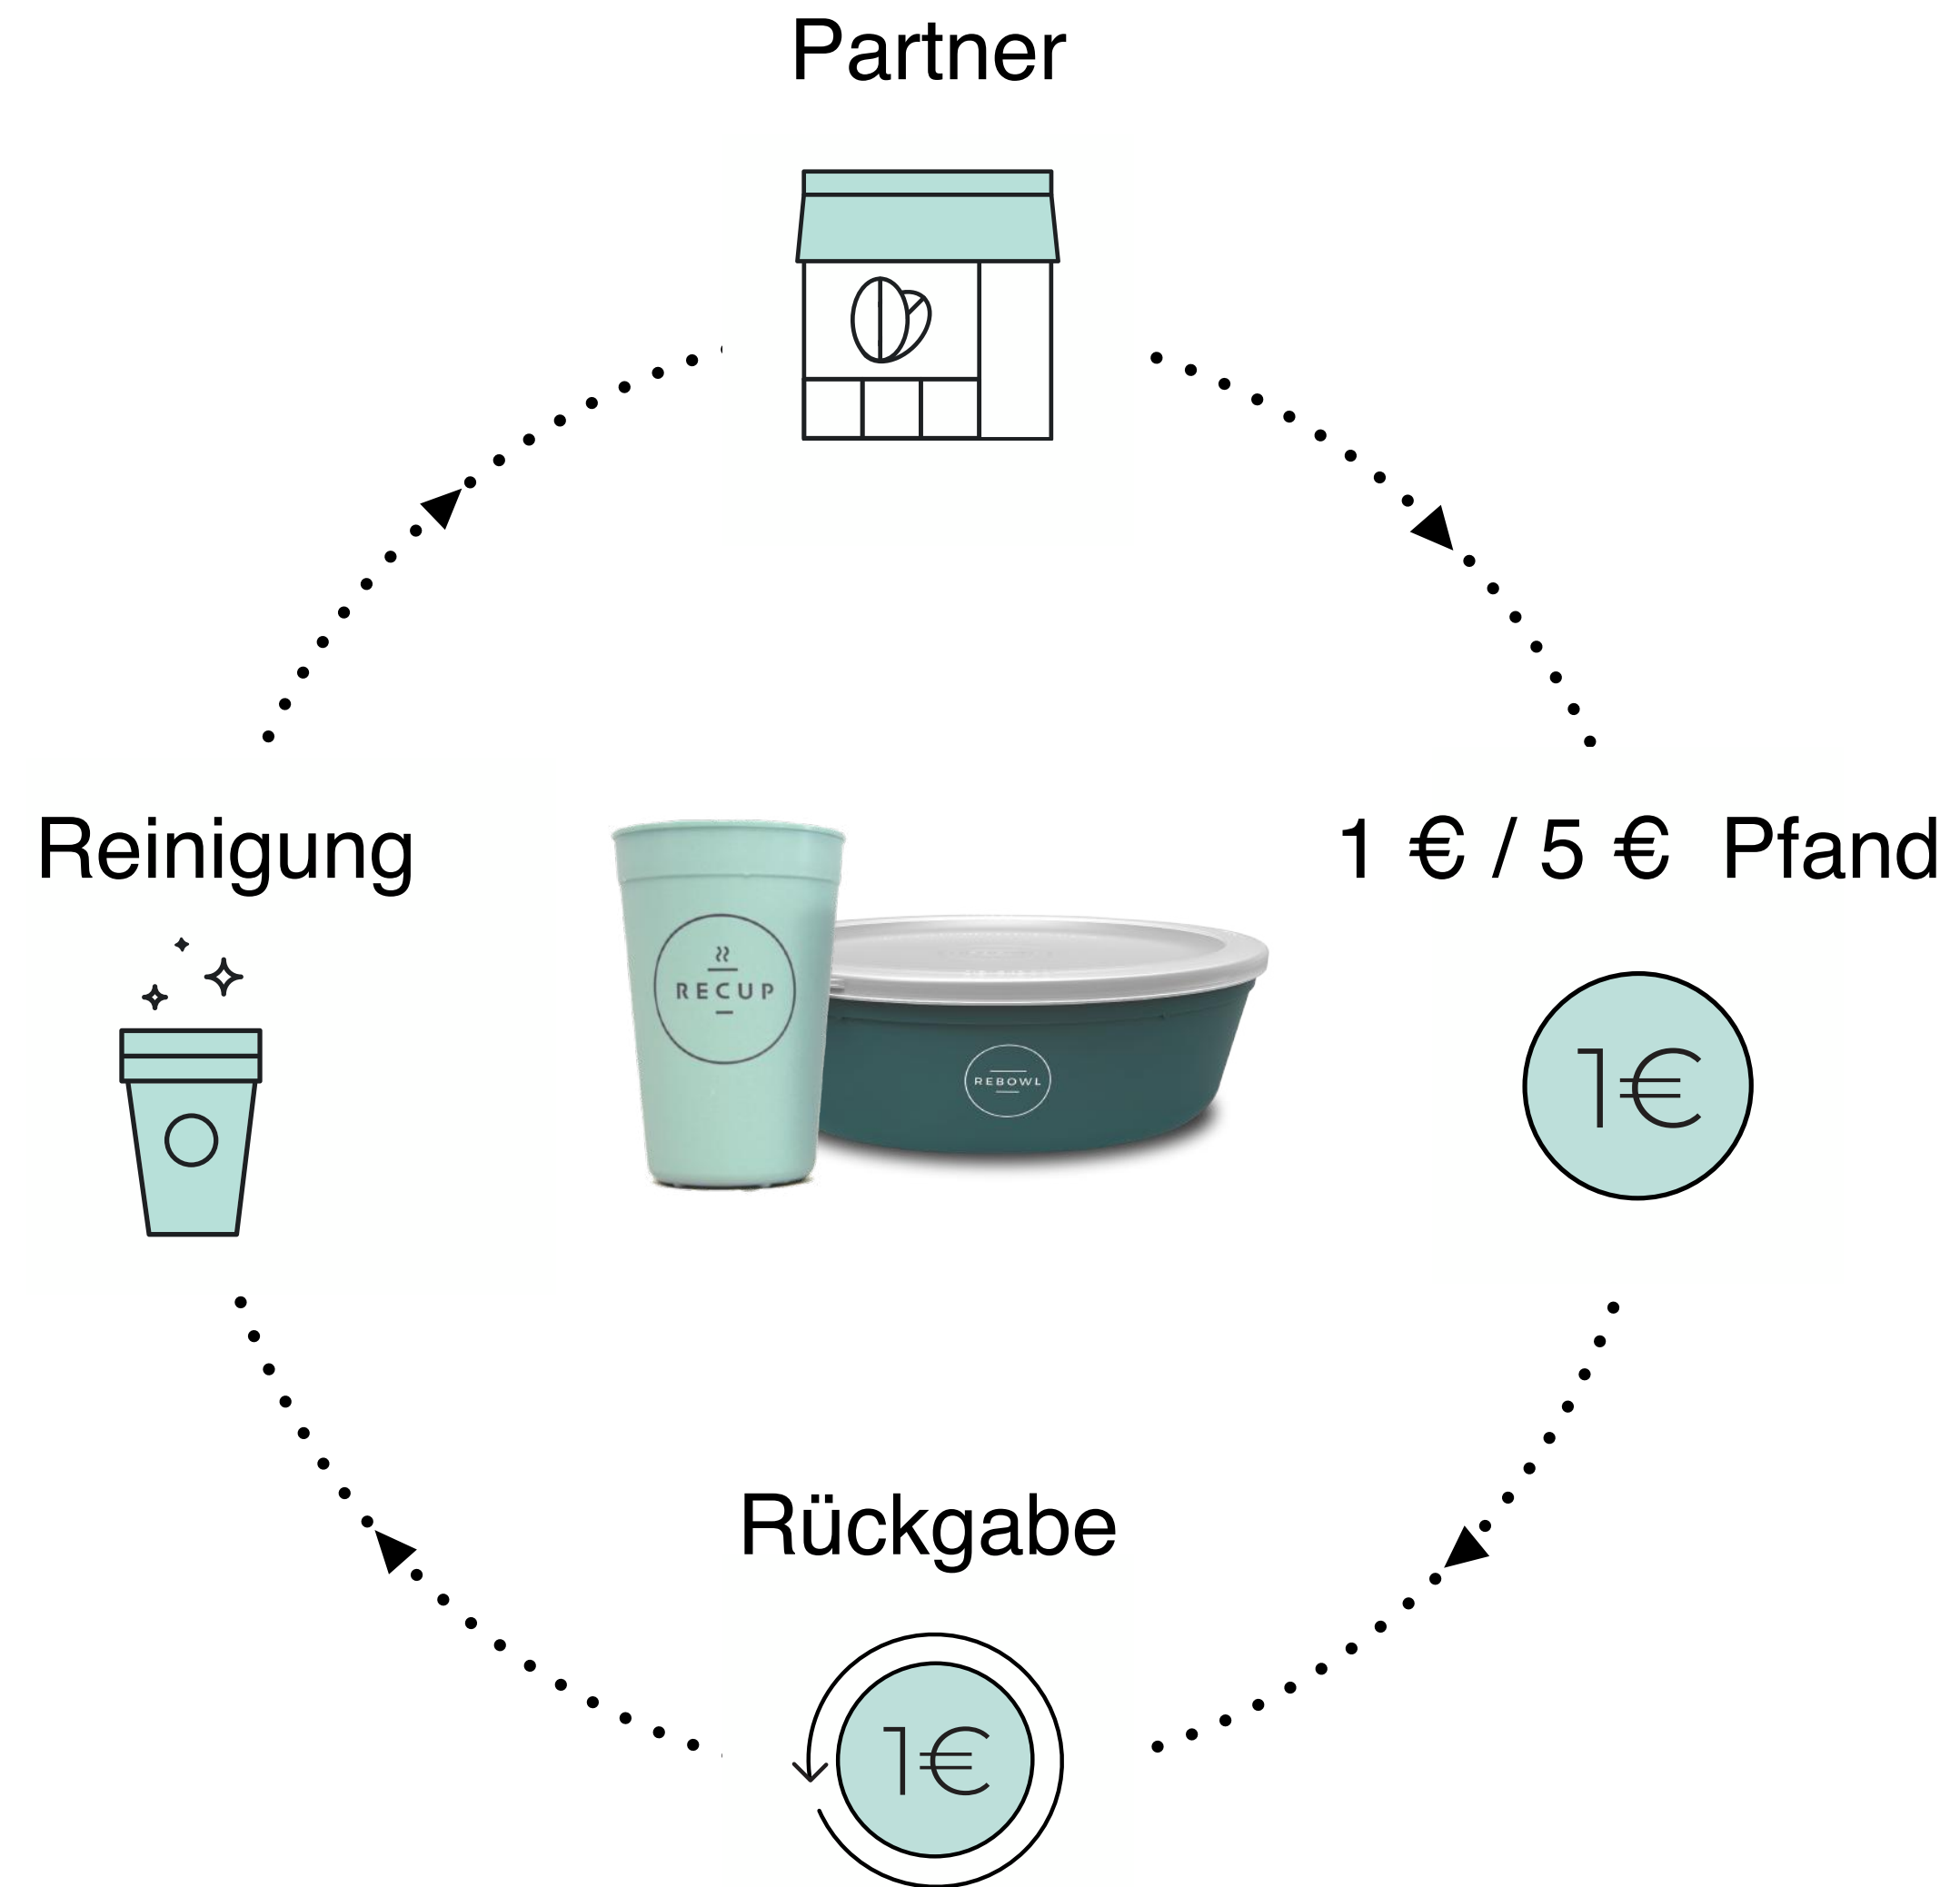 Partner
Reinigung
1 € / 5 € Pfand
RECUP
REBOWL
1€
Rückgabe
1€